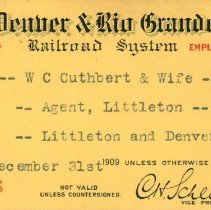 Denver & Rio Grande
Railroad System EMPL
-- W C Cuthbert & Wife -
-- Agent, Littleton --
-- Littleton and Denver
December 31st 1909 UNLESS OTHERWISE
NOT VALID
UNLESS COUNTERSIGNED.
VICE PR